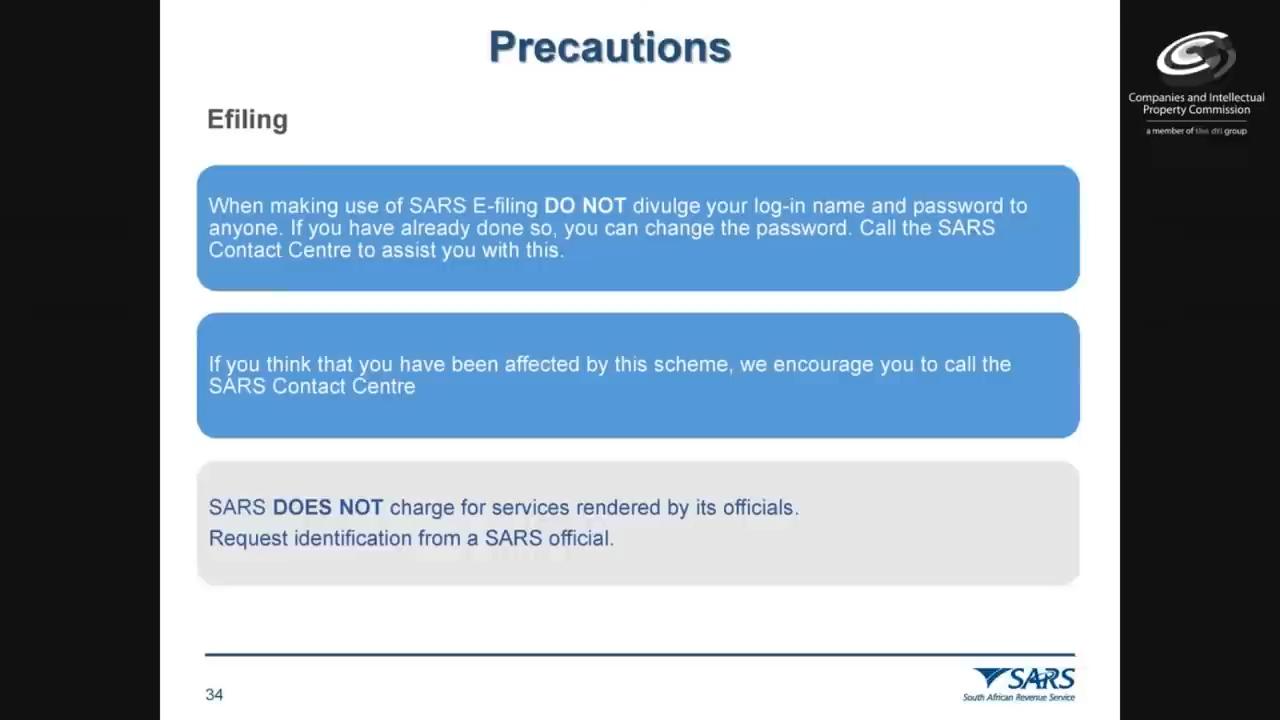 Precautions
Companies and Intellectual
Property Commission
a member of the dti group
Efiling
When making use of SARS E-filing DO NOT divulge your log-in name and password to
anyone. If you have already done so, you can change the password. Call the SARS
Contact Centre to assist you with this.
If you think that you have been affected by this scheme, we encourage you to call the
SARS Contact Centre
SARS DOES NOT charge for services rendered by its officials.
Request identification from a SARS official.
34
SARS
South African Revenue Service